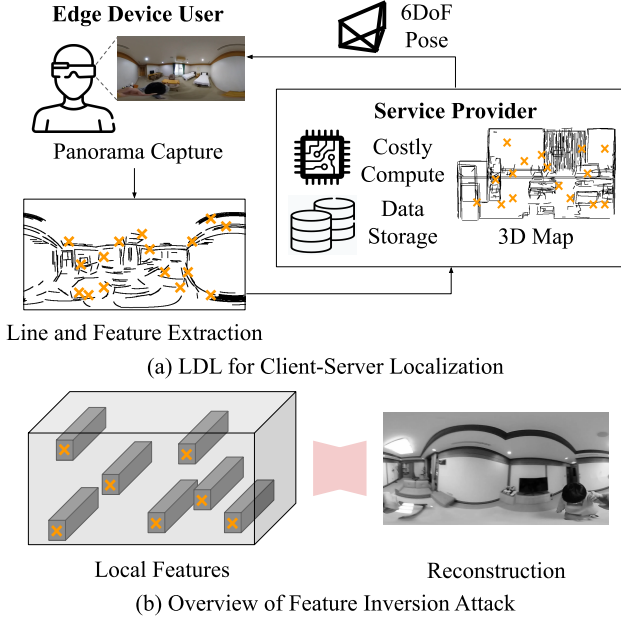 Edge Device User
6DoF
Pose
Panorama Capture
Service Provider
Costly
Compute
Data
Storage
3D Map
Line and Feature Extraction
(a) LDL for Client-Server Localization
Local Features
Reconstruction
(b) Overview of Feature Inversion Attack